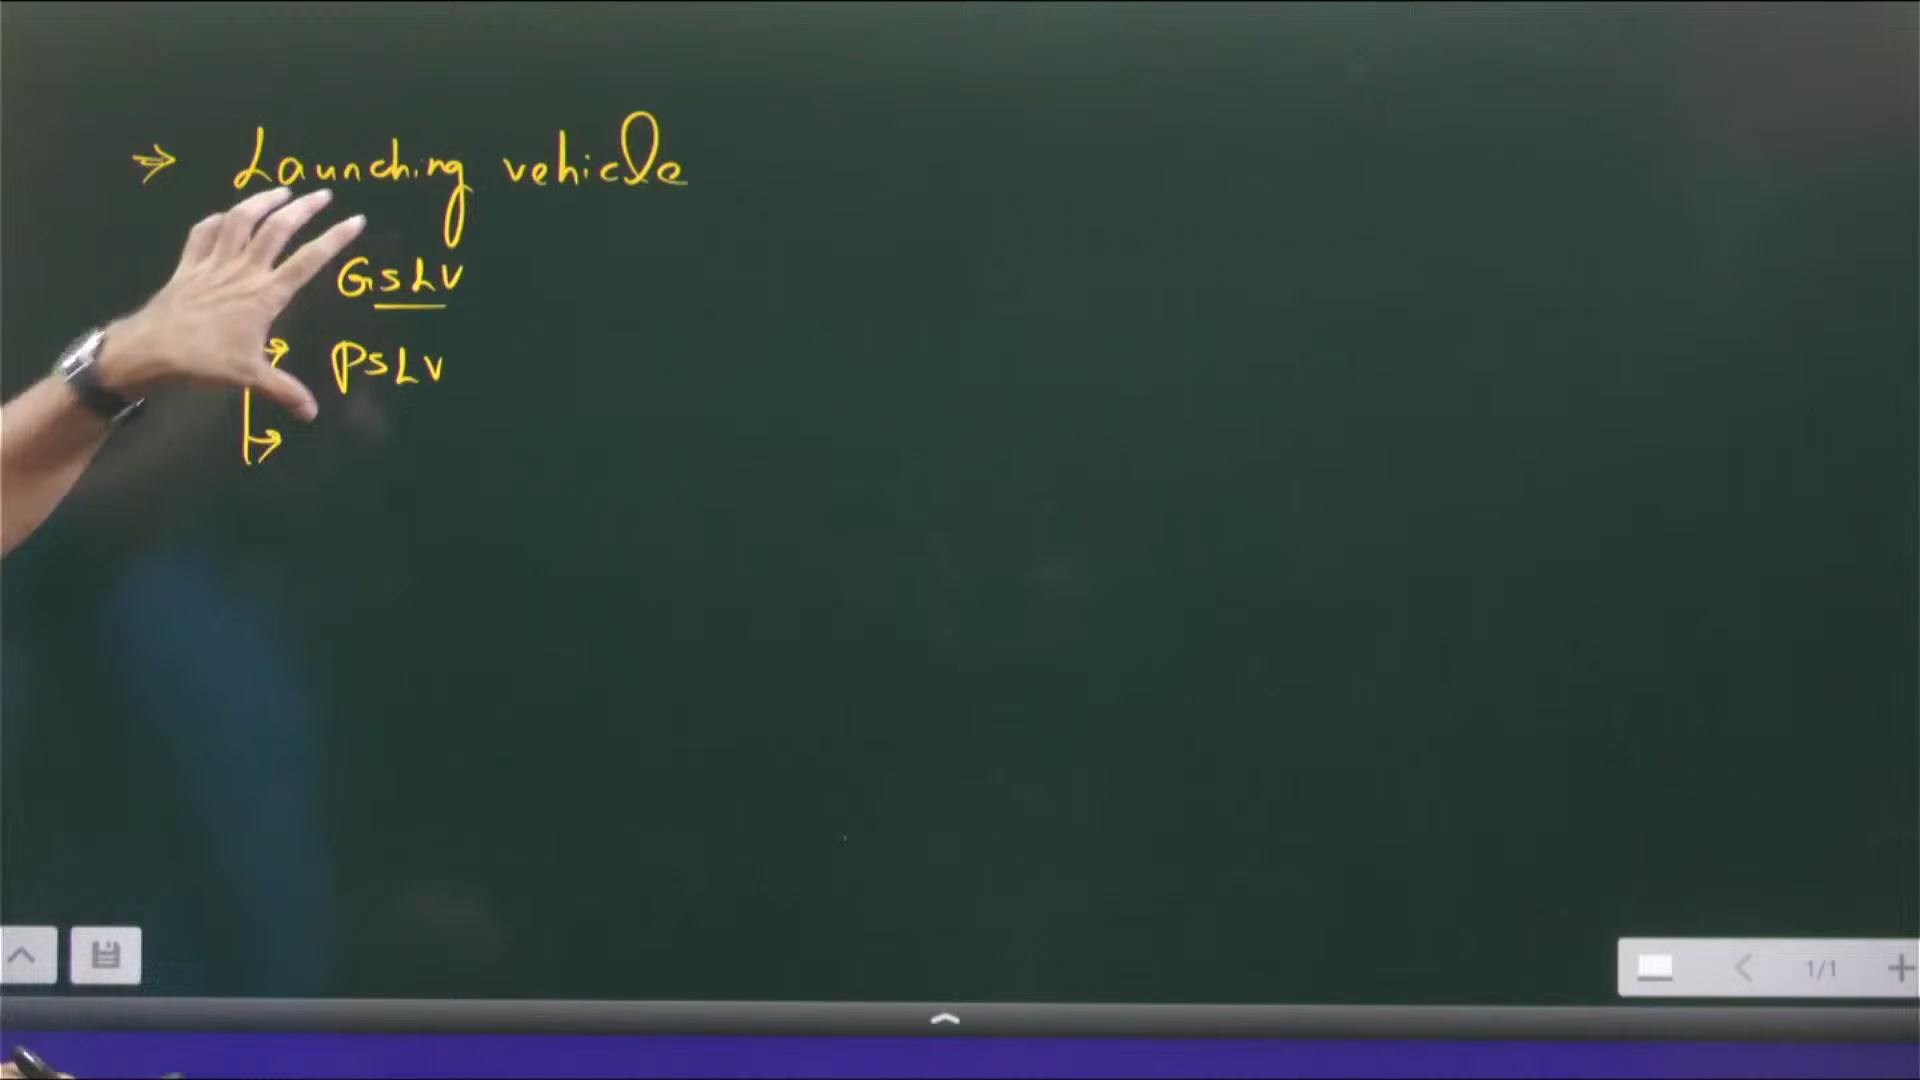 → Launching vehicle
GSLV
→ PSLV
→
1/1